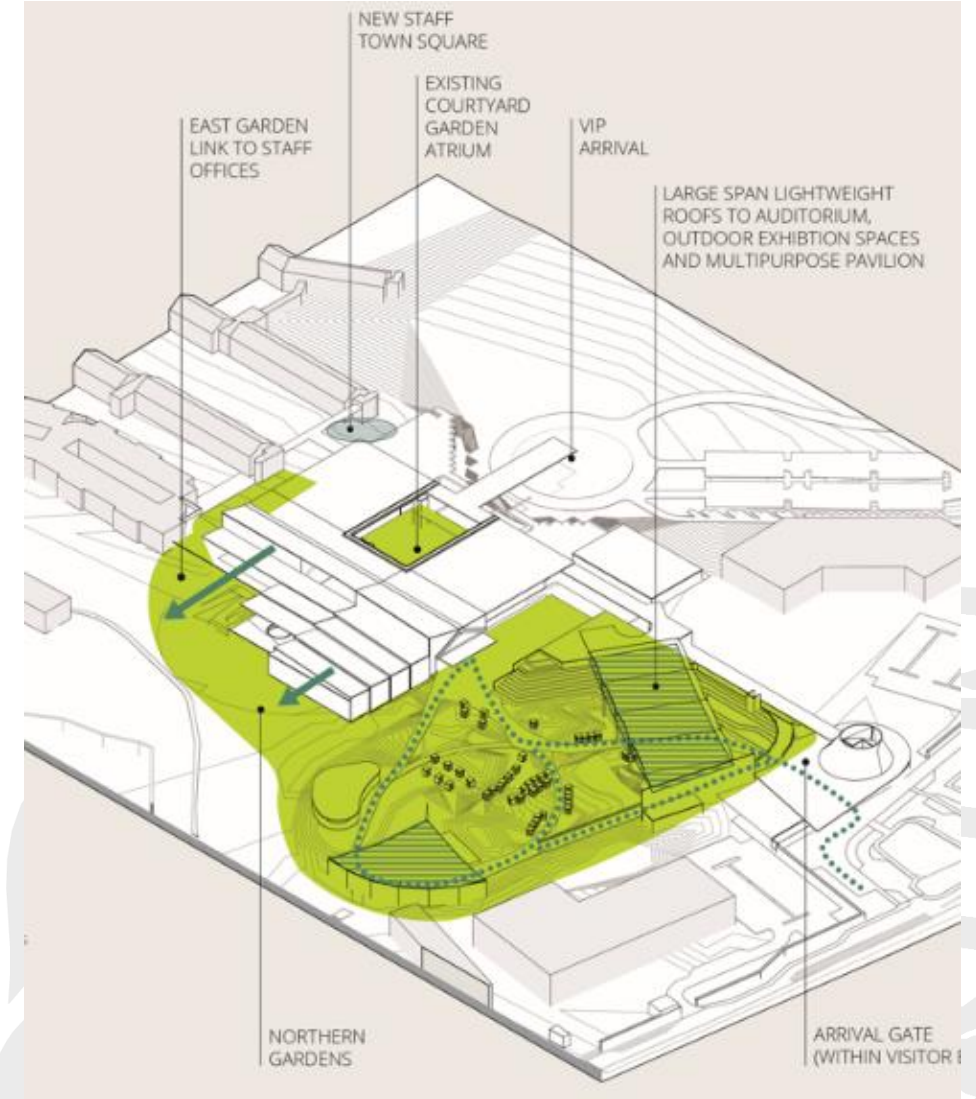 NEW STAFF
TOWN SQUARE
EXISTING
COURTYARD
GARDEN
ATRIUM
EAST GARDEN
LINK TO STAFF
OFFICES
VIP
ARRIVAL
LARGE SPAN LIGHTWEIGHT
ROOFS TO AUDITORIUM,
OUTDOOR EXHIBTION SPACES
AND MULTIPURPOSE PAVILION
NORTHERN
GARDENS
ARRIVAL GATE
(WITHIN VISITOR